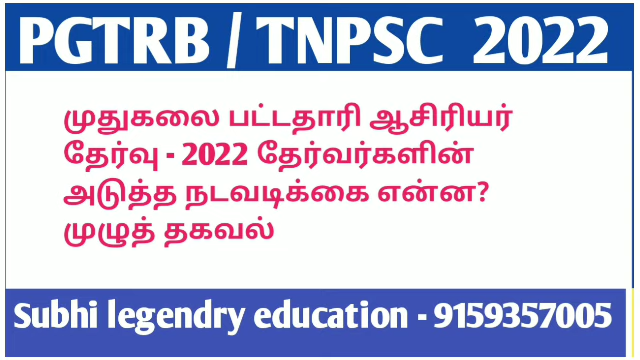 PGTRB / TNPSC 2022
முதுகலை பட்டதாரி ஆசிரியர்
தேர்வு - 2022 தேர்வர்களின்
அடுத்த நடவடிக்கை என்ன?
முழுத் தகவல்
Subhi legendry education - 9159357005